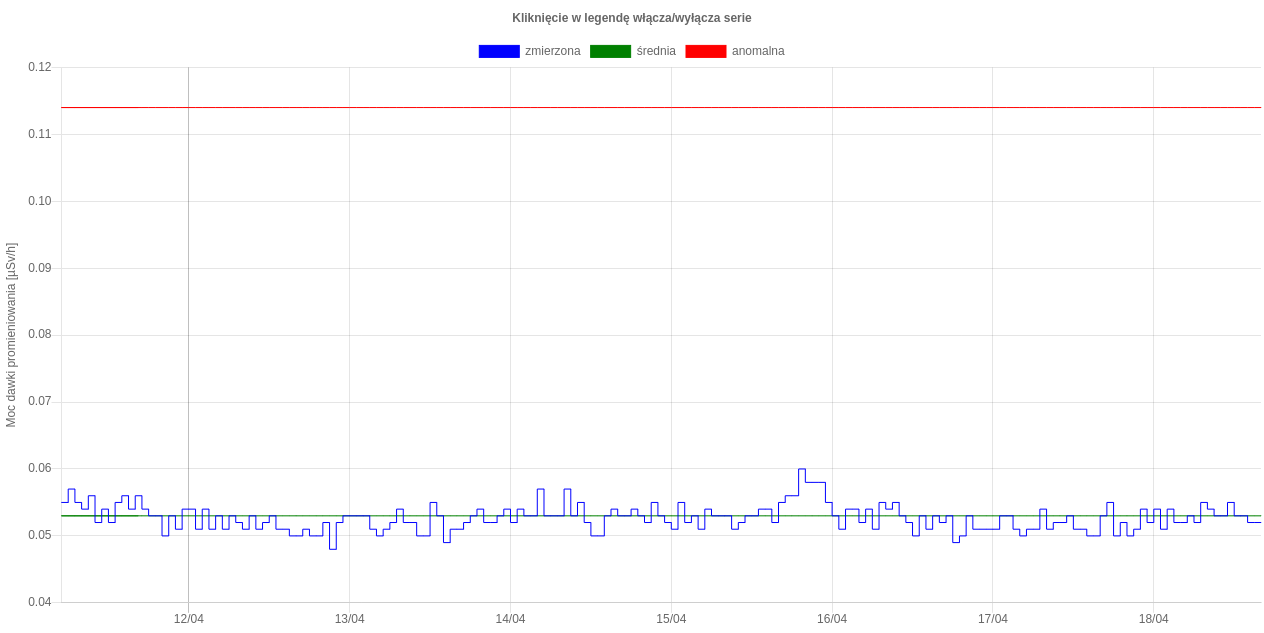 Kliknięcie w legendę włącza/wyłącza serie
zmierzona średnia anomalna
Moc dawki promieniowania [µSv/h]
0.12
0.11
0.10
0.09
0.08
0.07
0.06
0.05
0.04
12/04 13/04 14/04 15/04 16/04 17/04 18/04